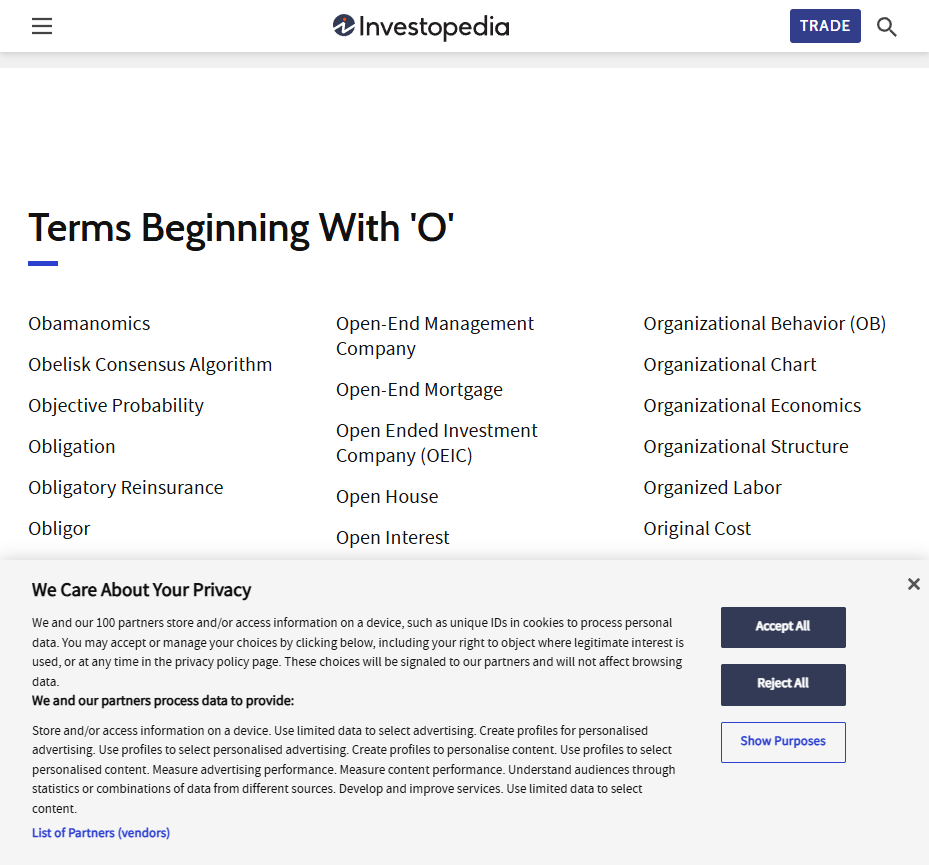 Investopedia
TRADE
Terms Beginning With 'O'
Obamanomics
Obelisk Consensus Algorithm
Objective Probability
Obligation
Obligatory Reinsurance
Obligor
Open-End Management
Company
Open-End Mortgage
Open Ended Investment
Company (OEIC)
Open House
Open Interest
Organizational Behavior (OB)
Organizational Chart
Organizational Economics
Organizational Structure
Organized Labor
Original Cost
We Care About Your Privacy
We and our 100 partners store and/or access information on a device, such as unique IDs in cookies to process personal
data. You may accept or manage your choices by clicking below, including your right to object where legitimate interest is
used, or at any time in the privacy policy page. These choices will be signaled to our partners and will not affect browsing
data.
We and our partners process data to provide:
Store and/or access information on a device. Use limited data to select advertising. Create profiles for personalised
advertising. Use profiles to select personalised advertising. Create profiles to personalise content. Use profiles to select
personalised content. Measure advertising performance. Measure content performance. Understand audiences through
statistics or combinations of data from different sources. Develop and improve services. Use limited data to select
content.
List of Partners (vendors)
Accept All
Reject All
Show Purposes